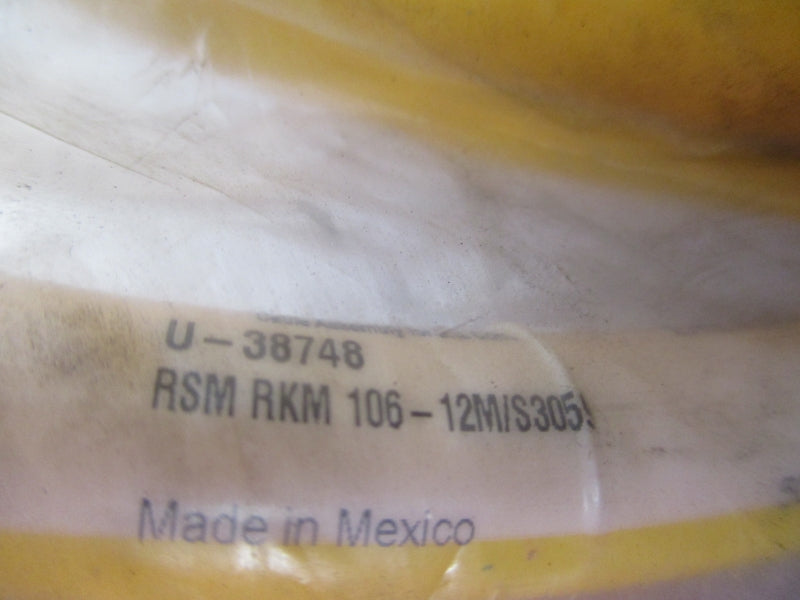 U-38748
RSM RKM 106-12M/S305
Made in Mexico